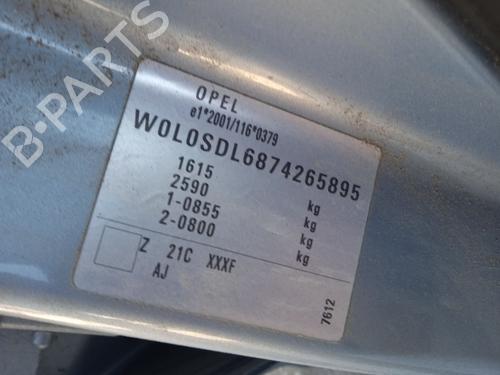 OPEL
e1*2001/116*0379
W0L0SDL6874265895
1615 kg
2590 kg
1-0855 kg
2-0800 kg
Z 21C XXXF
AJ
7612
B-PARTS